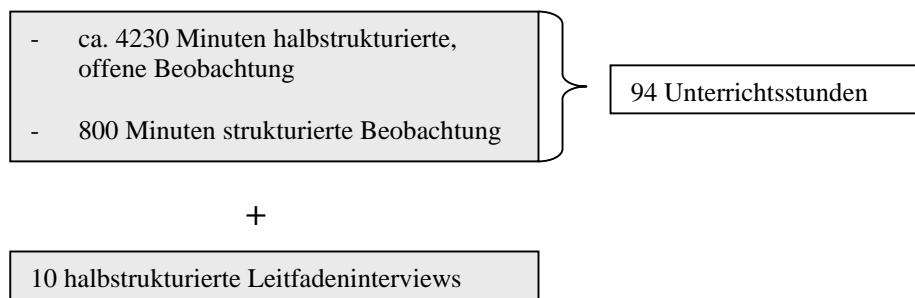 - ca. 4230 Minuten halbstrukturierte,
offene Beobachtung
- 800 Minuten strukturierte Beobachtung
94 Unterrichtsstunden
+
10 halbstrukturierte Leitfadeninterviews